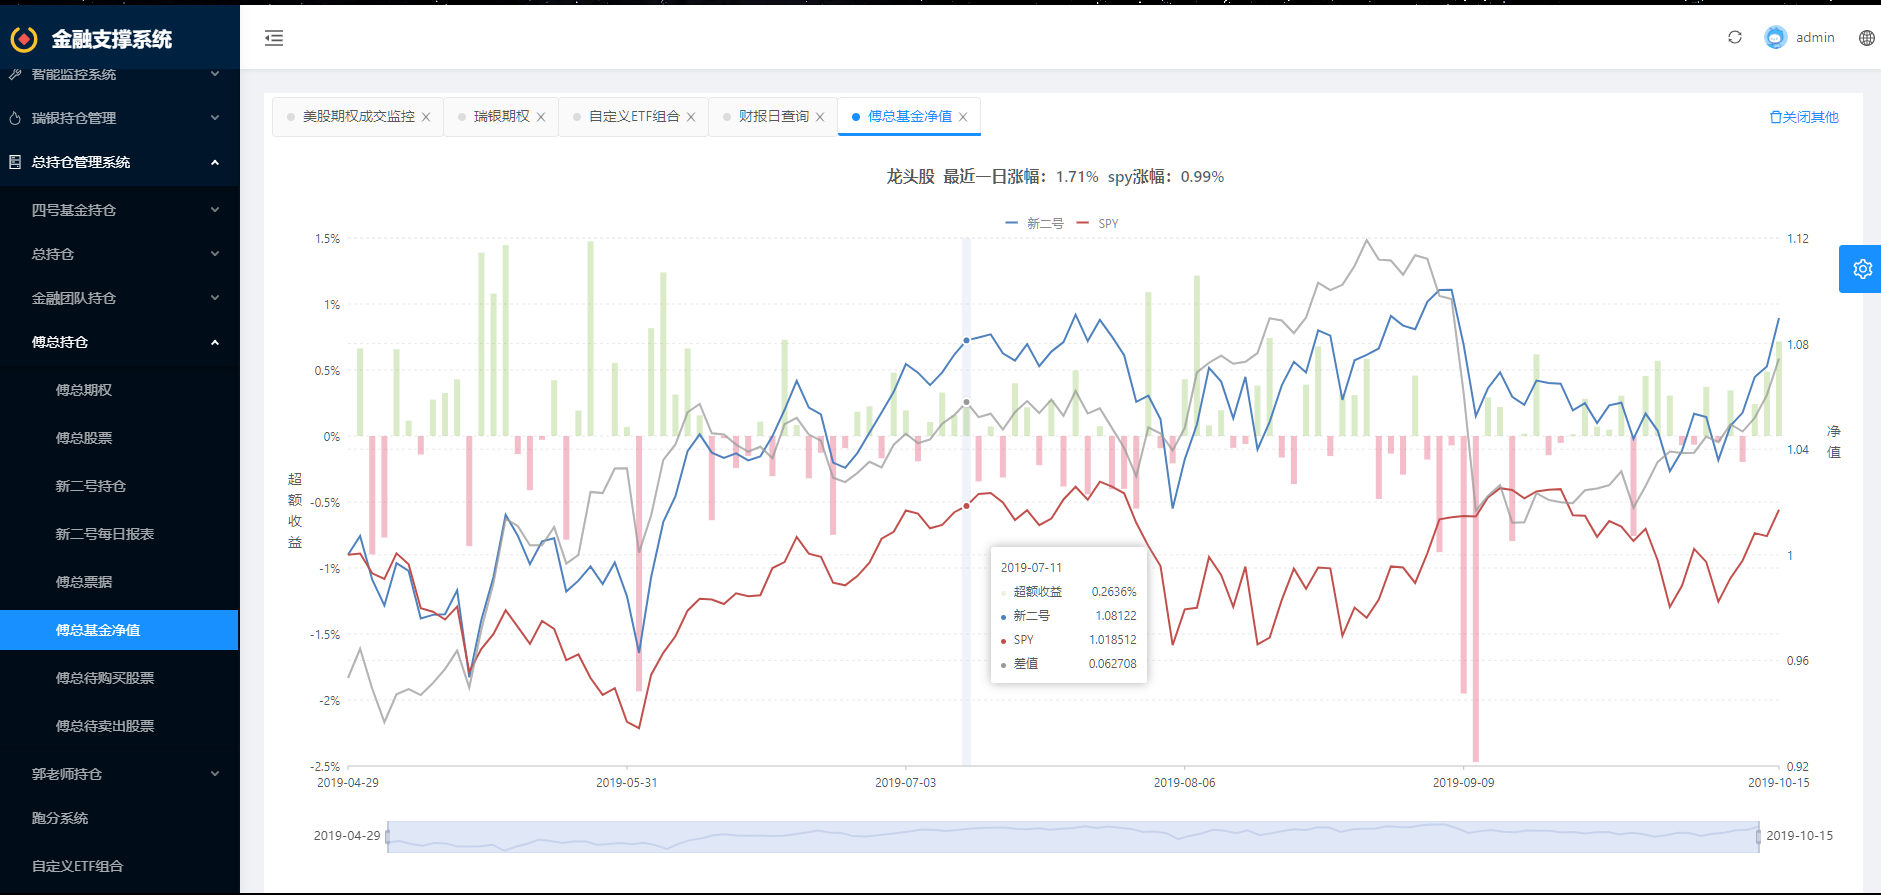 金融支撑系统
admin
智能监控系统
瑞银持仓管理
总持仓管理系统
四号基金持仓
总持仓
金融团队持仓
傅总持仓
傅总期权
傅总股票
新二号持仓
新二号每日报表
傅总票据
傅总基金净值
傅总待购买股票
傅总待卖出股票
郭老师持仓
跑分系统
自定义ETF组合
美股期权成交监控
瑞银期权
自定义ETF组合
财报日查询
傅总基金净值
关闭其他
龙头股 最近一日涨幅：1.71% spy涨幅：0.99%
新二号
SPY
1.5%
1%
0.5%
0%
-0.5%
-1%
-1.5%
-2%
-2.5%
超额收益
1.12
1.08
1.04
1
0.96
0.92
净值
2019-07-11
超额收益 0.2636%
新二号 1.08122
SPY 1.018512
差值 0.062708
2019-04-29
2019-05-31
2019-07-03
2019-08-06
2019-09-09
2019-10-15
2019-04-29
2019-10-15